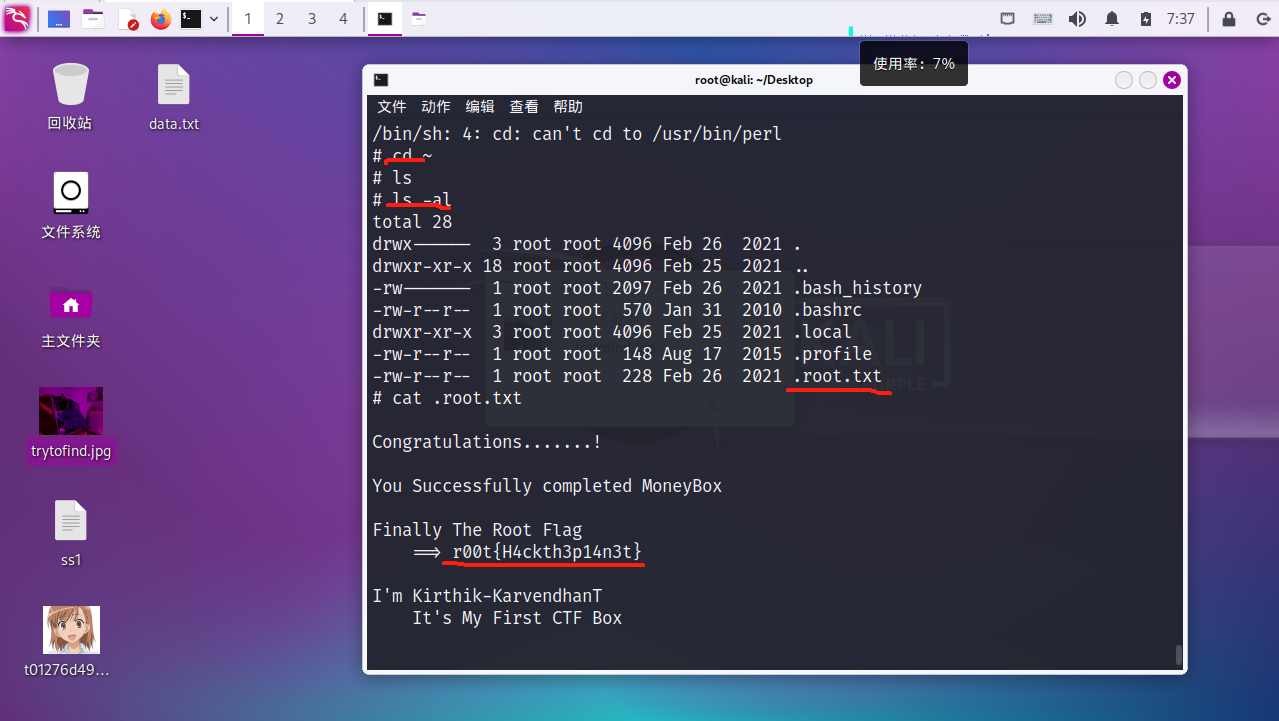 1 2 3 4
7:37
使用率: 7%
回收站
data.txt
文件系统
主文件夹
trytofind.jpg
ss1
t01276d49...
root@kali: ~/Desktop
文件 动作 编辑 查看 帮助
/bin/sh: 4: cd: can't cd to /usr/bin/perl
# cd ~
# ls
# ls -al
total 28
drwx------ 3 root root 4096 Feb 26 2021 .
drwxr-xr-x 18 root root 4096 Feb 25 2021 ..
-rw------- 1 root root 2097 Feb 26 2021 .bash_history
-rw-r--r-- 1 root root 570 Jan 31 2010 .bashrc
drwxr-xr-x 3 root root 4096 Feb 25 2021 .local
-rw-r--r-- 1 root root 148 Aug 17 2015 .profile
-rw-r--r-- 1 root root 228 Feb 26 2021 .root.txt
# cat .root.txt
Congratulations.......!
You Successfully completed MoneyBox
Finally The Root Flag
==> r00t{H4ckth3p14n3t}
I'm Kirthik-KarvendhanT
It's My First CTF Box